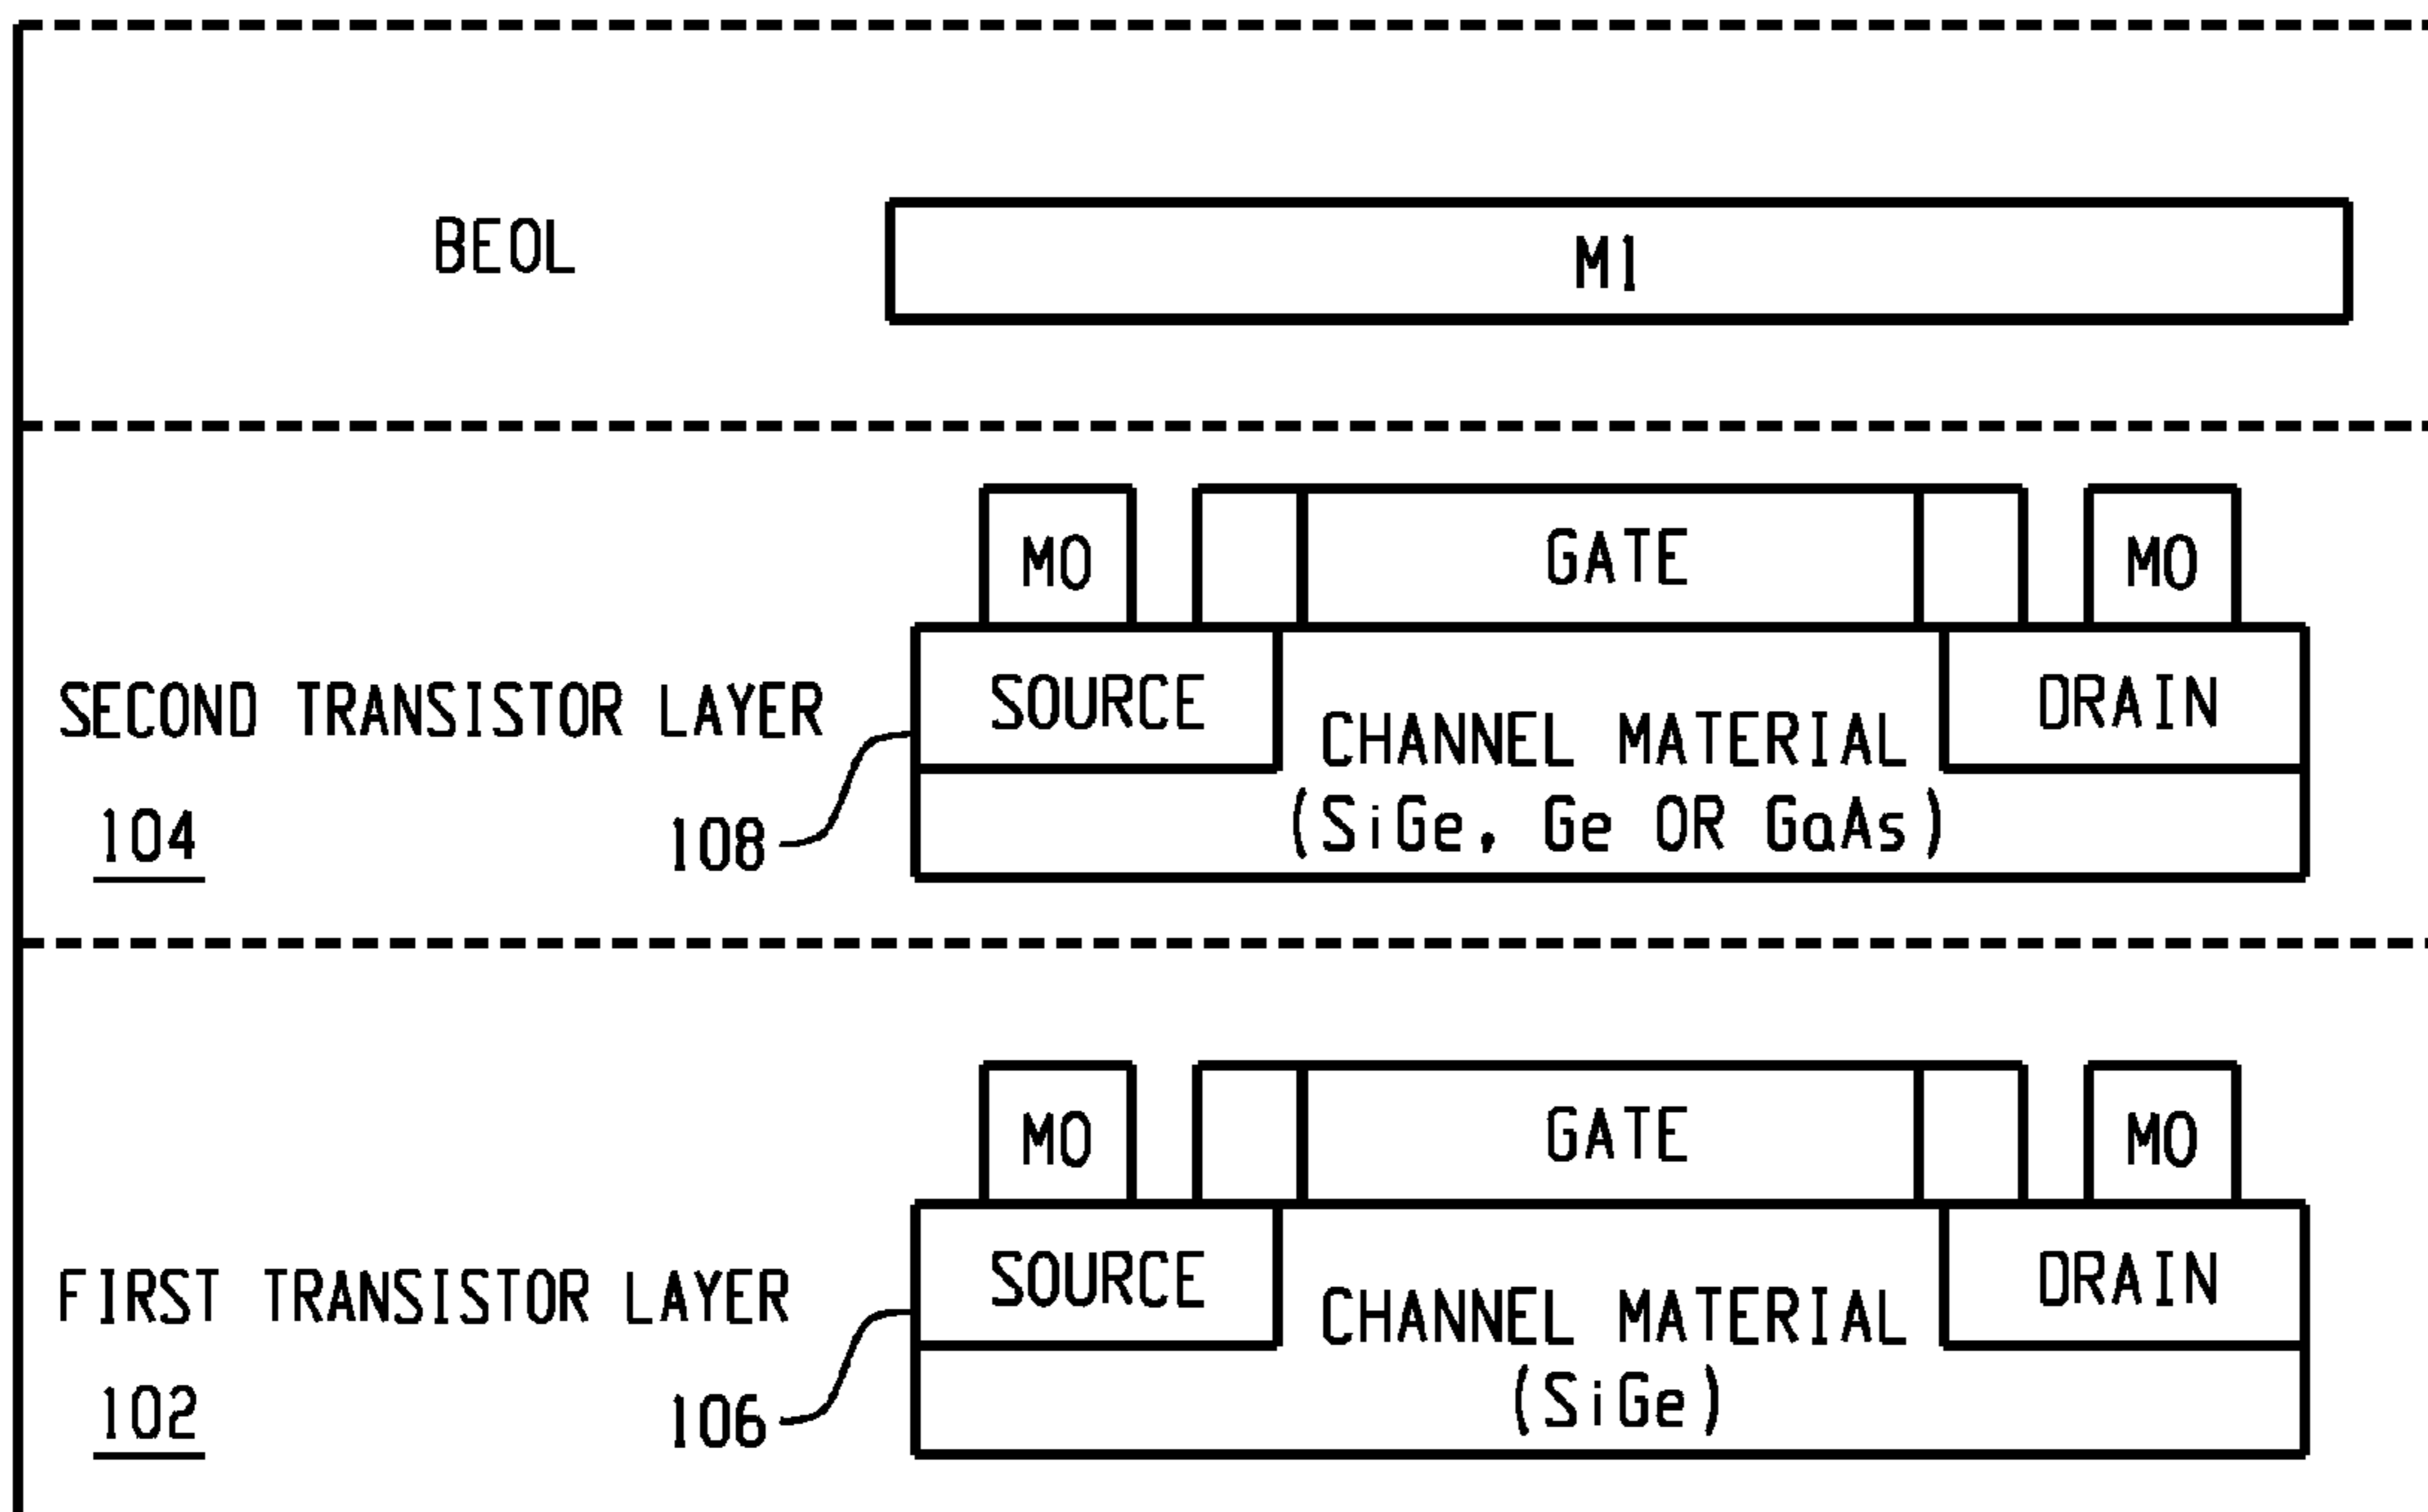 BEOL
M1
MO
GATE
MO
SOURCE
DRAIN
SECOND TRANSISTOR LAYER
CHANNEL MATERIAL
(SiGe, Ge OR GaAs)
104
108
MO
GATE
MO
SOURCE
DRAIN
FIRST TRANSISTOR LAYER
CHANNEL MATERIAL
(SiGe)
102
106